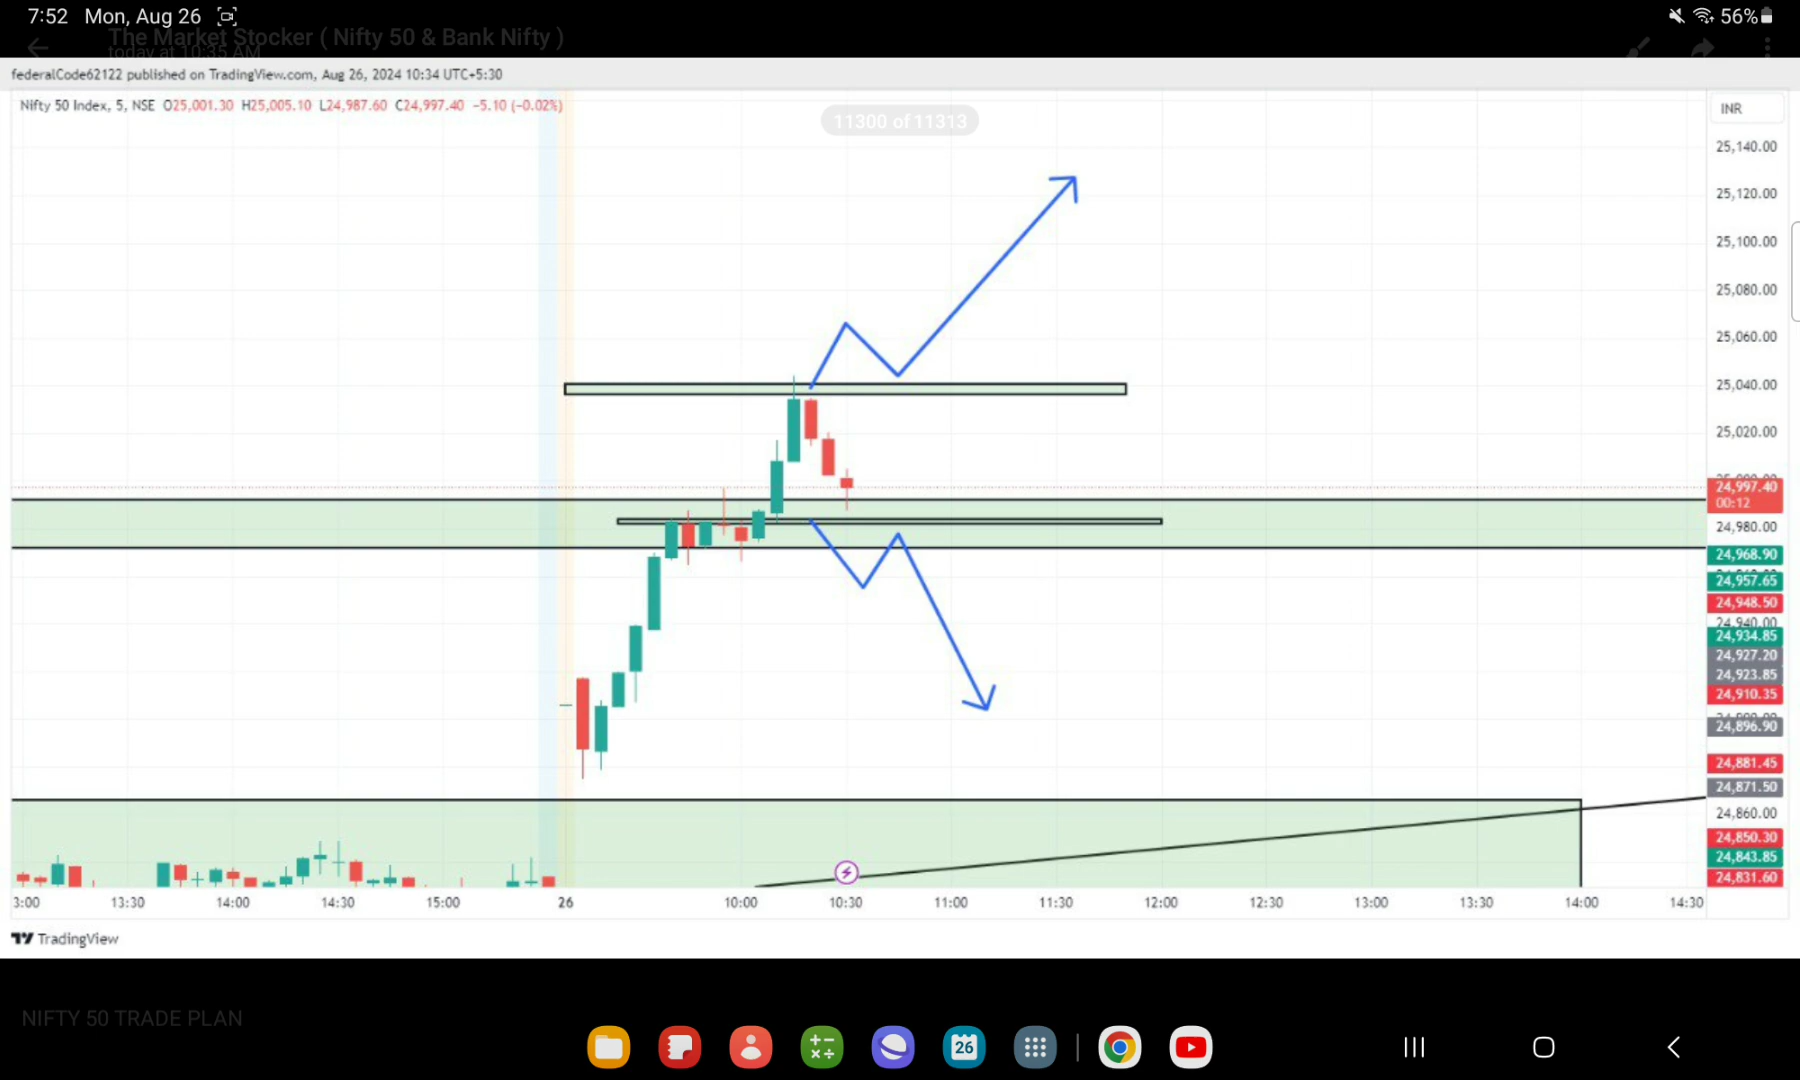 7:52 Mon, Aug 26
56%
The Market Stocker ( Nifty 50 & Bank Nifty )
today at 10:35 AM
federalCode62122 published on TradingView.com, Aug 26, 2024 10:34 UTC+5:30
Nifty 50 Index, 5, NSE O25,001.30 H25,005.10 L24,987.60 C24,997.40 −5.10 (−0.02%)
11300 of 11313
INR
25,140.00
25,120.00
25,100.00
25,080.00
25,060.00
25,040.00
25,020.00
24,997.40
00:12
24,980.00
24,968.90
24,957.65
24,948.50
24,940.00
24,934.85
24,927.20
24,923.85
24,910.35
24,896.90
24,881.45
24,871.50
24,860.00
24,850.30
24,843.85
24,831.60
3:00 13:30 14:00 14:30 15:00 26 10:00 10:30 11:00 11:30 12:00 12:30 13:00 13:30 14:00 14:30
TradingView
NIFTY 50 TRADE PLAN
26